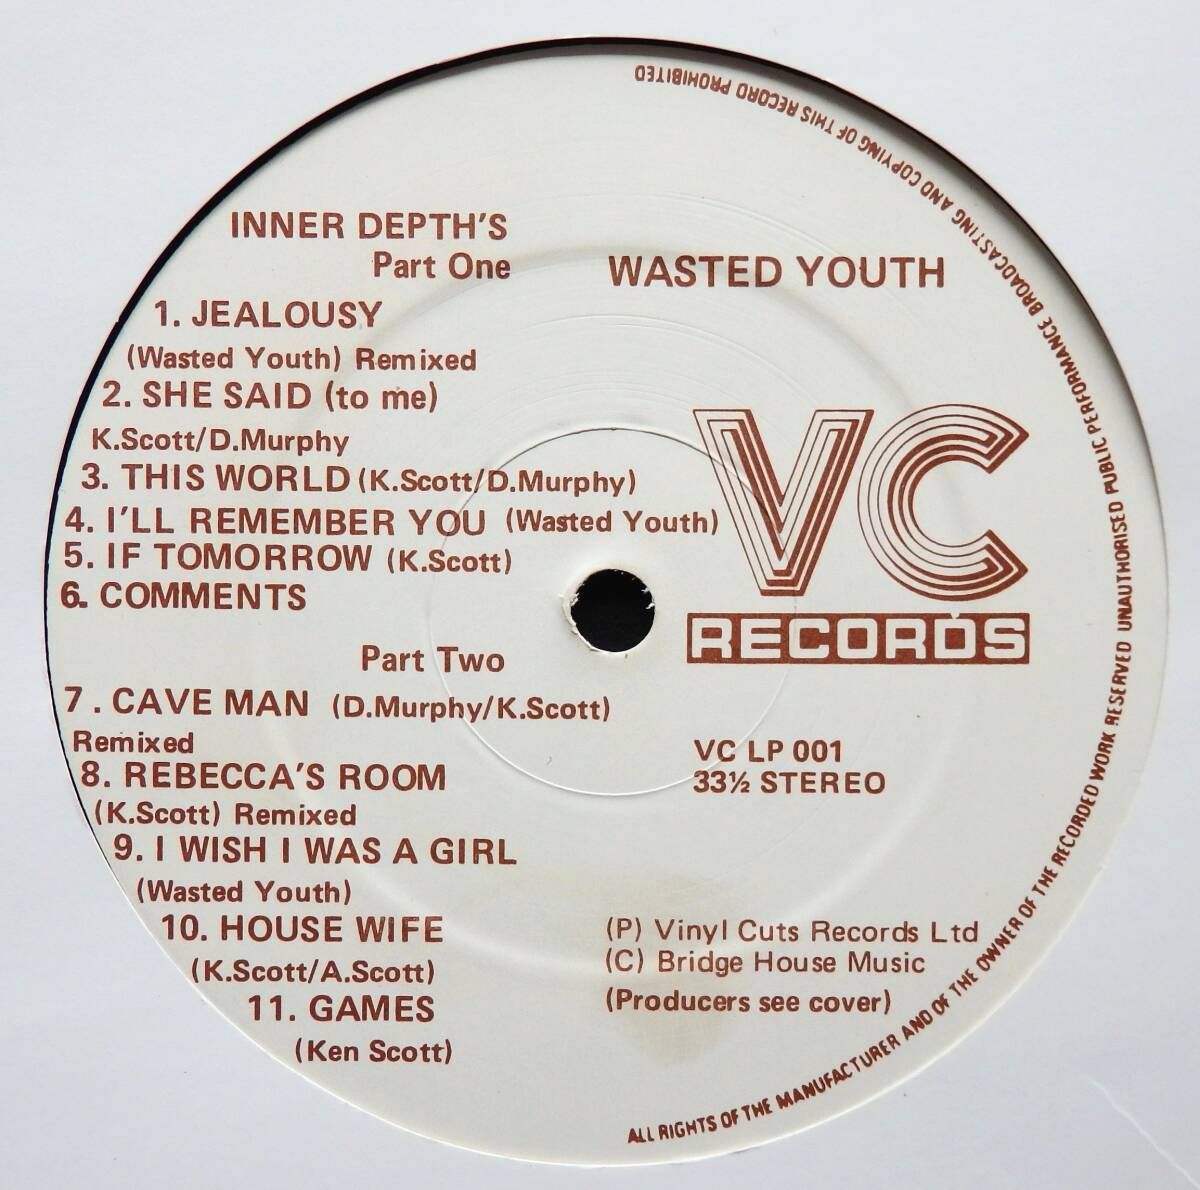 INNER DEPTH'S
Part One
1. JEALOUSY
(Wasted Youth) Remixed
2. SHE SAID (to me)
K.Scott/D.Murphy
3. THIS WORLD (K.Scott/D.Murphy)
4. I'LL REMEMBER YOU (Wasted Youth)
5. IF TOMORROW (K.Scott)
6. COMMENTS
Part Two
7. CAVE MAN (D.Murphy/K.Scott)
Remixed
8. REBECCA'S ROOM
(K.Scott) Remixed
9. I WISH I WAS A GIRL
(Wasted Youth)
10. HOUSE WIFE
(K.Scott/A.Scott)
11. GAMES
(Ken Scott)
WASTED YOUTH
VC
RECORDS
VC LP 001
33½ STEREO
(P) Vinyl Cuts Records Ltd
(C) Bridge House Music
(Producers see cover)
ALL RIGHTS OF THE MANUFACTURER AND OF THE OWNER OF THE RECORDED WORK RESERVED UNAUTHORISED PUBLIC PERFORMANCE BROADCASTING AND COPYING OF THIS RECORD PROHIBITED